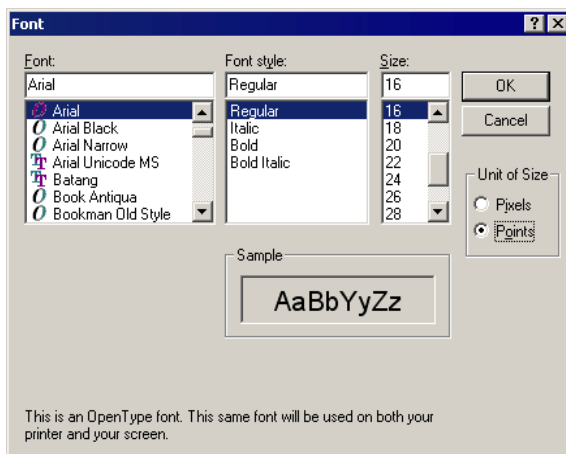 Font
Font:
Font style:
Size:
Arial
Regular
16
OK
Arial
Arial Black
Arial Narrow
Arial Unicode MS
Batang
Book Antiqua
Bookman Old Style
Regular
Italic
Bold
Bold Italic
16
18
20
22
24
26
28
Cancel
Unit of Size
Pixels
Points
Sample
AaBbYyZz
This is an OpenType font. This same font will be used on both your
printer and your screen.